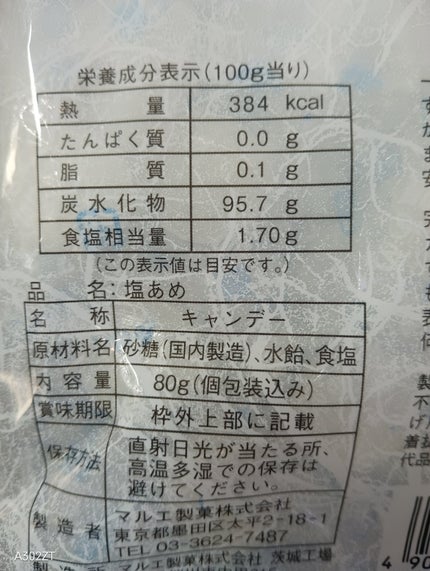 栄養成分表示(100g当り)
熱量 384 kcal
たんぱく質 0.0 g
脂質 0.1 g
炭水化物 95.7 g
食塩相当量 1.70g
(この表示値は目安です。)
品名:塩あめ
名称 キャンデー
原材料名 砂糖(国内製造)、水飴、食塩
内容量 80g(個包装込み)
賞味期限 枠外上部に記載
保存方法 直射日光が当たる所、
高温多湿での保存は
避けてください。
製造者 マルエ製菓株式会社
東京都墨田区太平2-18-1
TEL 03-3624-7487
製造所 マルエ製菓株式会社 茨城工場
A302ZT
4 90